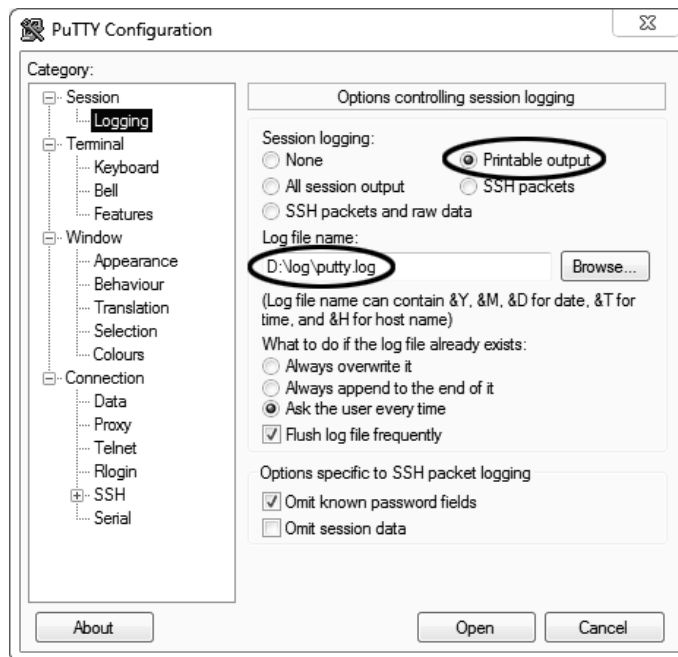 PuTTY Configuration
Category:
Session
Logging
Terminal
Keyboard
Bell
Features
Window
Appearance
Behaviour
Translation
Selection
Colours
Connection
Data
Proxy
Telnet
Rlogin
SSH
Serial
Options controlling session logging
Session logging:
None
Printable output
All session output
SSH packets
SSH packets and raw data
Log file name:
D:\log\putty.log
Browse...
(Log file name can contain &Y, &M, &D for date, &T for
time, and &H for host name)
What to do if the log file already exists:
Always overwrite it
Always append to the end of it
Ask the user every time
Flush log file frequently
Options specific to SSH packet logging
Omit known password fields
Omit session data
About
Open
Cancel